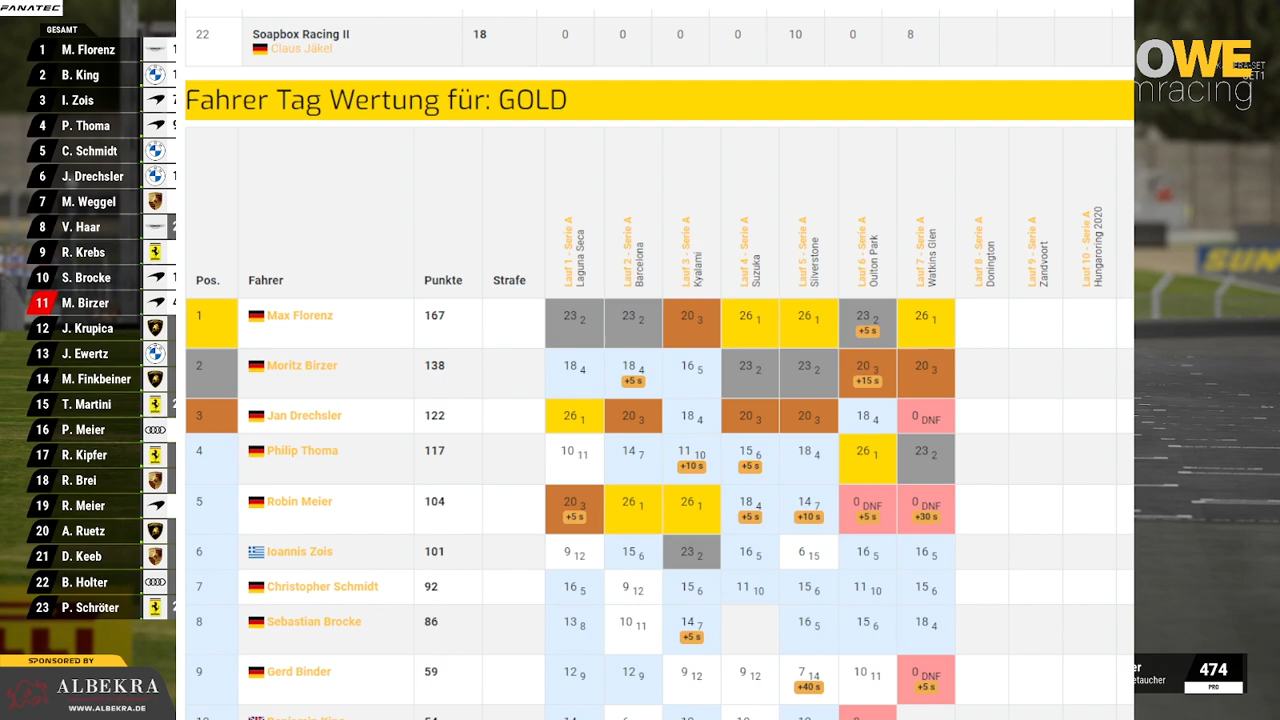 FANATEC
GESAMT
1 M. Florenz
2 B. King
3 I. Zois
4 P. Thoma
5 C. Schmidt
6 J. Drechsler
7 M. Weggel
8 V. Haar
9 R. Krebs
10 S. Brocke
11 M. Birzer
12 J. Krupica
13 J. Ewertz
14 M. Finkbeiner
15 T. Martini
16 P. Meier
17 R. Kipfer
18 R. Brei
19 R. Meier
20 A. Ruetz
21 D. Keeb
22 B. Holter
23 P. Schröter
SPONSORED BY
ALBEKRA
WWW.ALBEKRA.DE
22 Soapbox Racing II 18 0 0 0 0 10 0 8
Claus Jäkel
Fahrer Tag Wertung für: GOLD
Pos. Fahrer Punkte Strafe
Lauf 1 - Serie A
Laguna Seca
Lauf 2 - Serie A
Barcelona
Lauf 3 - Serie A
Kyalami
Lauf 4 - Serie A
Suzuka
Lauf 5 - Serie A
Silverstone
Lauf 6 - Serie A
Oulton Park
Lauf 7 - Serie A
Watkins Glen
Lauf 8 - Serie A
Donington
Lauf 9 - Serie A
Zandvoort
Lauf 10 - Serie A
Hungaroring 2020
1 Max Florenz 167 23 2 23 2 20 3 26 1 26 1 23 2 26 1
+5 s
2 Moritz Birzer 138 18 4 18 4 16 5 23 2 23 2 20 3 20 3
+5 s +15 s
3 Jan Drechsler 122 26 1 20 3 18 4 20 3 20 3 18 4 0 DNF
4 Philip Thoma 117 10 11 14 7 11 10 15 6 18 4 26 1 23 2
+10 s +5 s
5 Robin Meier 104 20 3 26 1 26 1 18 4 14 7 0 DNF 0 DNF
+5 s +5 s +10 s +5 s +30 s
6 Ioannis Zois 101 9 12 15 6 23 2 16 5 6 15 16 5 16 5
7 Christopher Schmidt 92 16 5 9 12 15 6 11 10 15 6 11 10 15 6
8 Sebastian Brocke 86 13 8 10 11 14 7 16 5 15 6 18 4
+5 s
9 Gerd Binder 59 12 9 12 9 9 12 9 12 7 14 10 11 0 DNF
+40 s +5 s
OWE
mracing
SUN
er 474
etaucher PRO